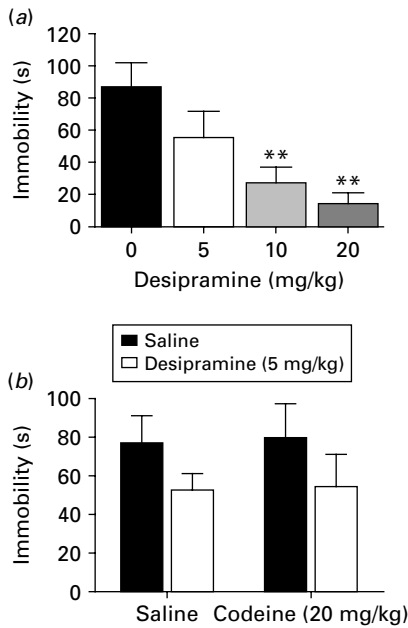 (a)
120
100
80
60
40
20
0
Immobility (s)
**
**
0 5 10 20
Desipramine (mg/kg)
Saline
Desipramine (5 mg/kg)
(b)
100
80
60
40
20
0
Immobility (s)
Saline Codeine (20 mg/kg)